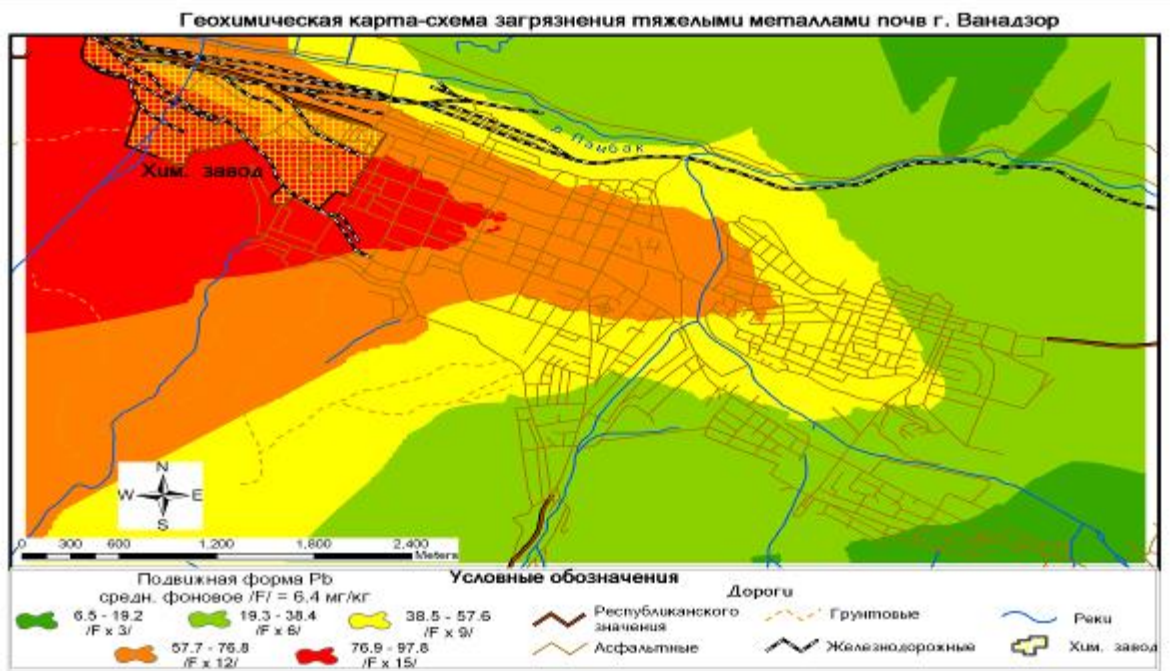 Геохимическая карта-схема загрязнения тяжелыми металлами почв г. Ванадзор
р. Памбак
Хим. завод
N
W E
S
0 300 600 1,200 1,800 2,400
Meters
Подвижная форма Pb
средн. фоновое /F/ = 6,4 мг/кг
6.5 - 19.2
/F x 3/
19.3 - 38.4
/F x 6/
38.5 - 57.6
/F x 9/
57.7 - 76.8
/F x 12/
76.9 - 97.8
/F x 15/
Условные обозначения
Дороги
Республиканского
значения
Асфальтные
Грунтовые
Железнодорожные
Реки
Хим. завод